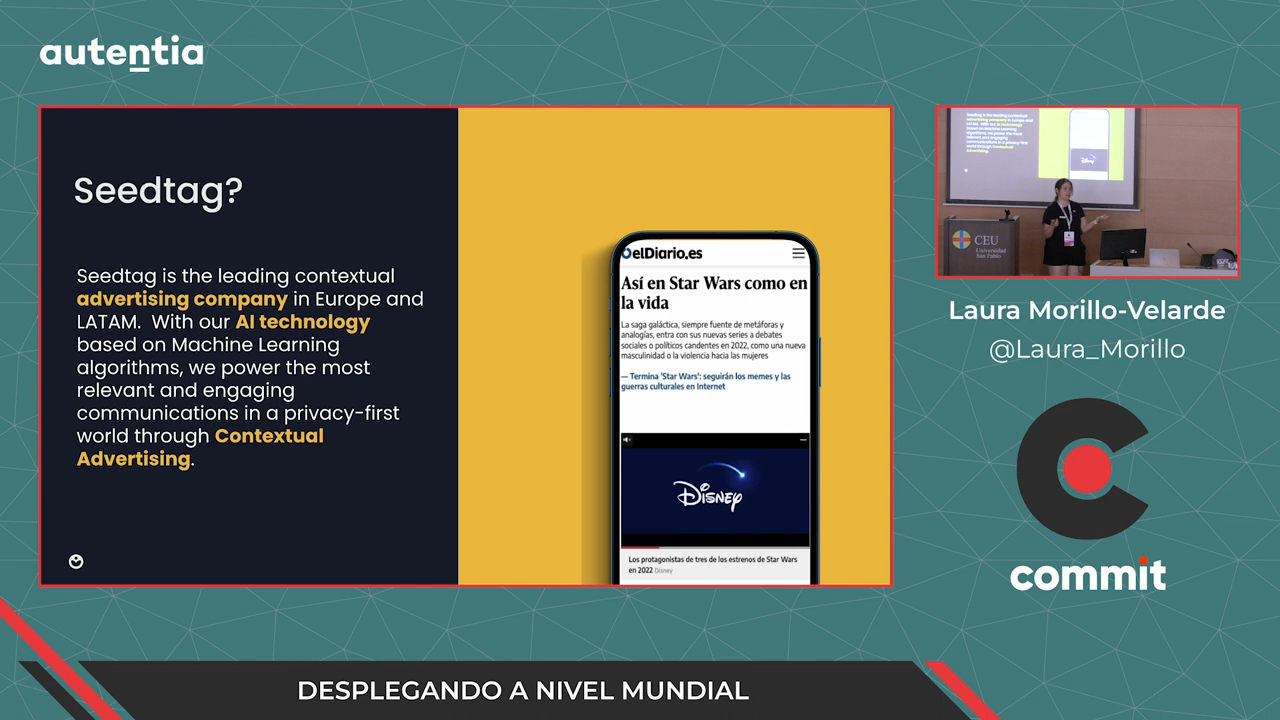 autentia
Seedtag?
Seedtag is the leading contextual
advertising company in Europe and
LATAM. With our AI technology
based on Machine Learning
algorithms, we power the most
relevant and engaging
communications in a privacy-first
world through Contextual
Advertising.
elDiario.es
Así en Star Wars como en
la vida
La saga galáctica, siempre fuente de metáforas y
analogías, entra con sus nuevas series a debates
sociales o políticos candentes en 2022, como una nueva
masculinidad o la violencia hacia las mujeres
— Termina 'Star Wars': seguirán los memes y las
guerras culturales en Internet
Disney
Los protagonistas de tres de los estrenos de Star Wars
en 2022 Disney
CEU
Universidad
San Pablo
Laura Morillo-Velarde
@Laura_Morillo
commit
DESPLEGANDO A NIVEL MUNDIAL